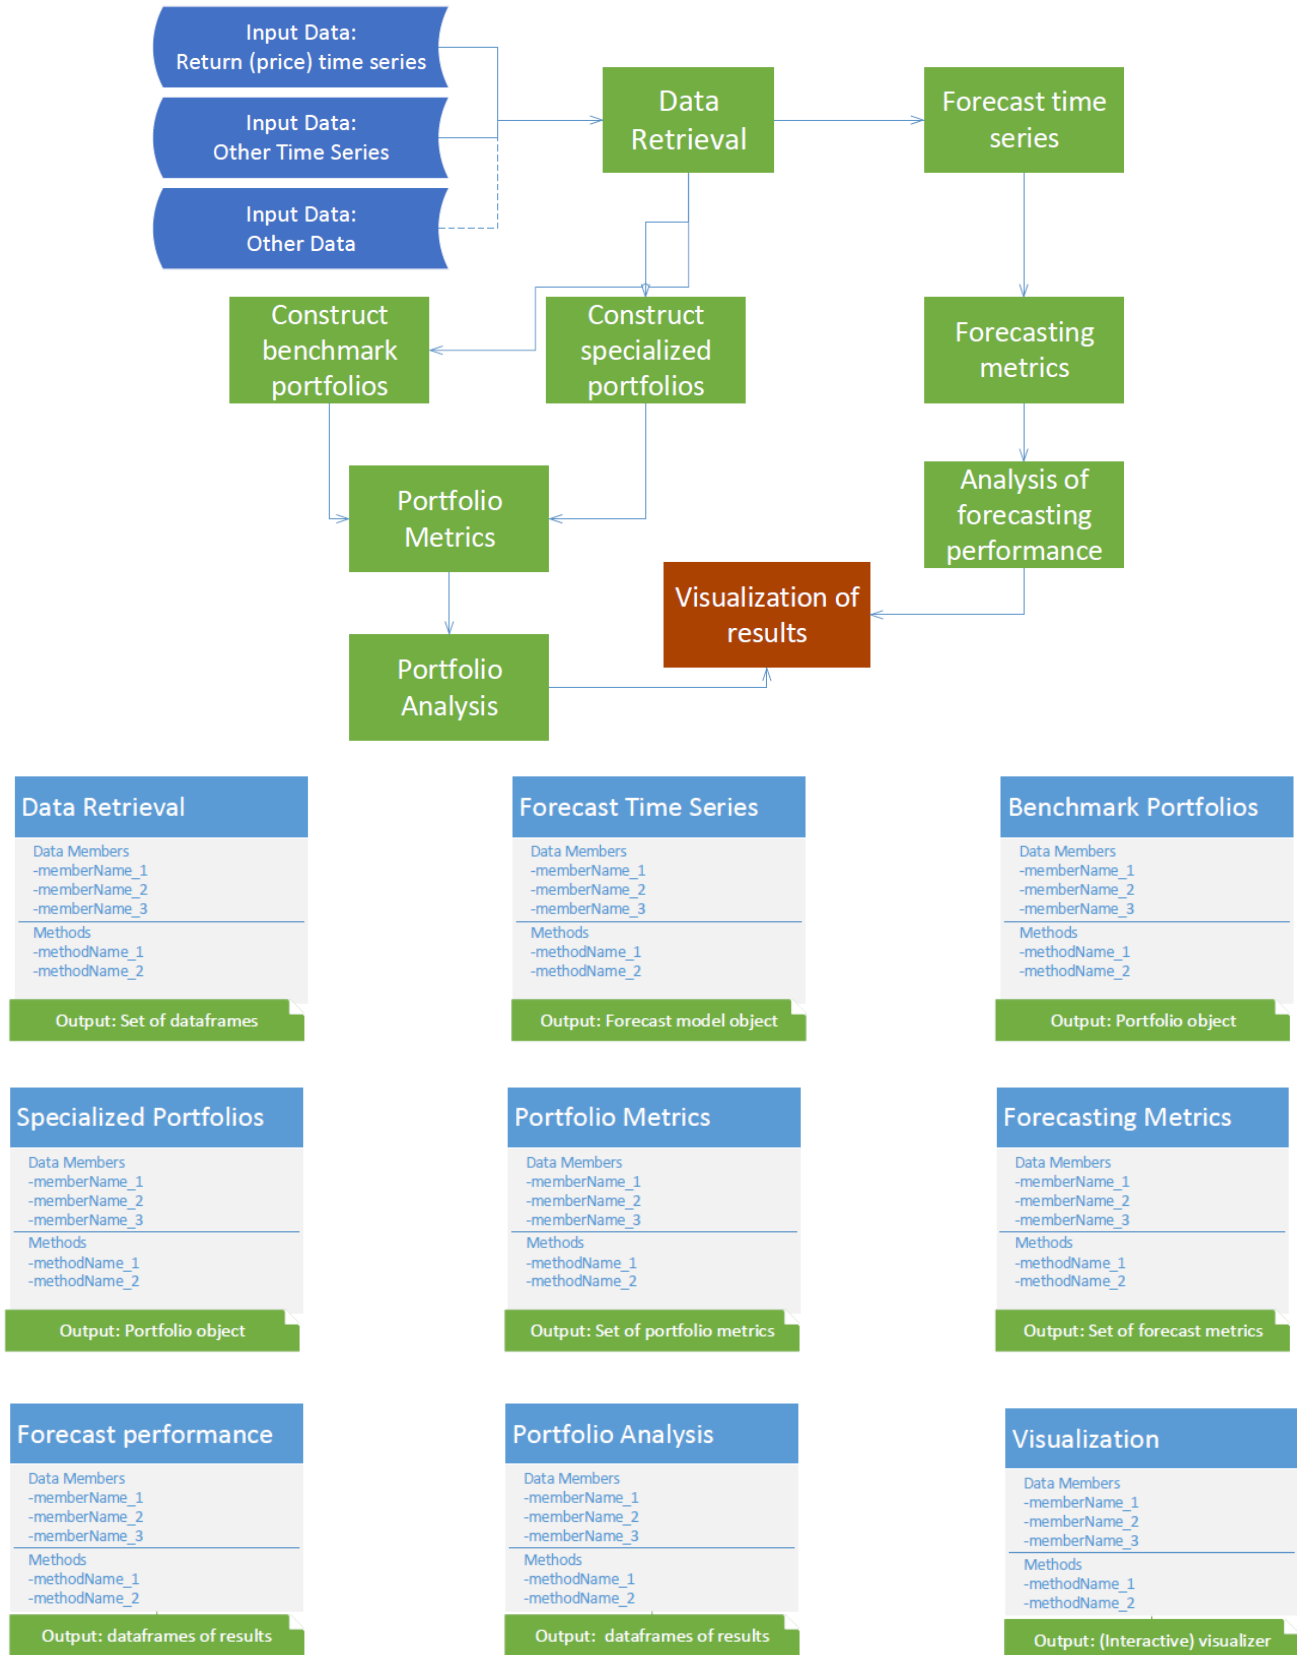 Input Data:
Return (price) time series
Input Data:
Other Time Series
Input Data:
Other Data
Data
Retrieval
Forecast time
series
Construct
benchmark
portfolios
Construct
specialized
portfolios
Forecasting
metrics
Portfolio
Metrics
Analysis of
forecasting
performance
Visualization of
results
Portfolio
Analysis
Data Retrieval
Data Members
-memberName_1
-memberName_2
-memberName_3
Methods
-methodName_1
-methodName_2
Output: Set of dataframes
Forecast Time Series
Data Members
-memberName_1
-memberName_2
-memberName_3
Methods
-methodName_1
-methodName_2
Output: Forecast model object
Benchmark Portfolios
Data Members
-memberName_1
-memberName_2
-memberName_3
Methods
-methodName_1
-methodName_2
Output: Portfolio object
Specialized Portfolios
Data Members
-memberName_1
-memberName_2
-memberName_3
Methods
-methodName_1
-methodName_2
Output: Portfolio object
Portfolio Metrics
Data Members
-memberName_1
-memberName_2
-memberName_3
Methods
-methodName_1
-methodName_2
Output: Set of portfolio metrics
Forecasting Metrics
Data Members
-memberName_1
-memberName_2
-memberName_3
Methods
-methodName_1
-methodName_2
Output: Set of forecast metrics
Forecast performance
Data Members
-memberName_1
-memberName_2
-memberName_3
Methods
-methodName_1
-methodName_2
Output: dataframes of results
Portfolio Analysis
Data Members
-memberName_1
-memberName_2
-memberName_3
Methods
-methodName_1
-methodName_2
Output: dataframes of results
Visualization
Data Members
-memberName_1
-memberName_2
-memberName_3
Methods
-methodName_1
-methodName_2
Output: (Interactive) visualizer